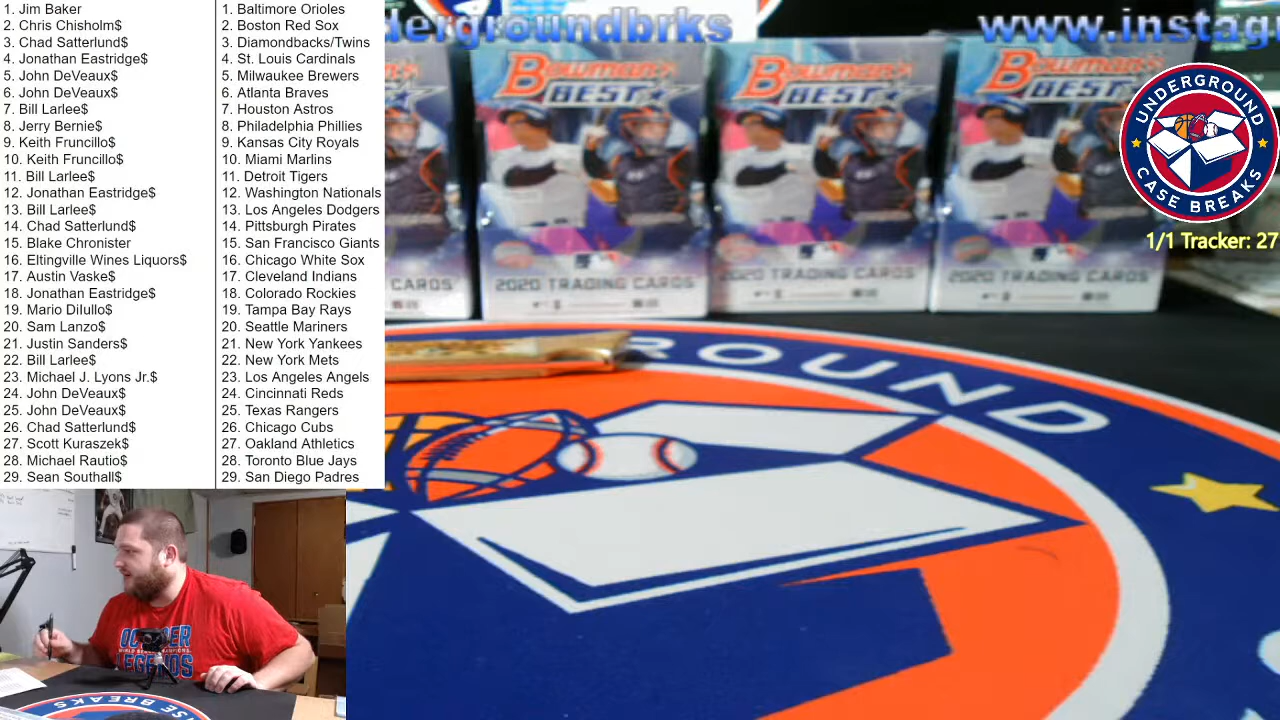 1. Jim Baker
2. Chris Chisholm$
3. Chad Satterlund$
4. Jonathan Eastridge$
5. John DeVeaux$
6. John DeVeaux$
7. Bill Larlee$
8. Jerry Bernie$
9. Keith Fruncillo$
10. Keith Fruncillo$
11. Bill Larlee$
12. Jonathan Eastridge$
13. Bill Larlee$
14. Chad Satterlund$
15. Blake Chronister
16. Eltingville Wines Liquors$
17. Austin Vaske$
18. Jonathan Eastridge$
19. Mario DiIullo$
20. Sam Lanzo$
21. Justin Sanders$
22. Bill Larlee$
23. Michael J. Lyons Jr.$
24. John DeVeaux$
25. John DeVeaux$
26. Chad Satterlund$
27. Scott Kuraszek$
28. Michael Rautio$
29. Sean Southall$
1. Baltimore Orioles
2. Boston Red Sox
3. Diamondbacks/Twins
4. St. Louis Cardinals
5. Milwaukee Brewers
6. Atlanta Braves
7. Houston Astros
8. Philadelphia Phillies
9. Kansas City Royals
10. Miami Marlins
11. Detroit Tigers
12. Washington Nationals
13. Los Angeles Dodgers
14. Pittsburgh Pirates
15. San Francisco Giants
16. Chicago White Sox
17. Cleveland Indians
18. Colorado Rockies
19. Tampa Bay Rays
20. Seattle Mariners
21. New York Yankees
22. New York Mets
23. Los Angeles Angels
24. Cincinnati Reds
25. Texas Rangers
26. Chicago Cubs
27. Oakland Athletics
28. Toronto Blue Jays
29. San Diego Padres
dergroundbrks
www.instag
Bowman's
BEST
2020 TRADING CARDS
Bowman's
BEST
2020 TRADING CARDS
Bowman's
BEST
2020 TRADING CARDS
CARDS
UNDERGROUND
CASE BREAKS
1/1 Tracker: 27
ROUND
OCTOBER
LEGENDS
SE BREAKS